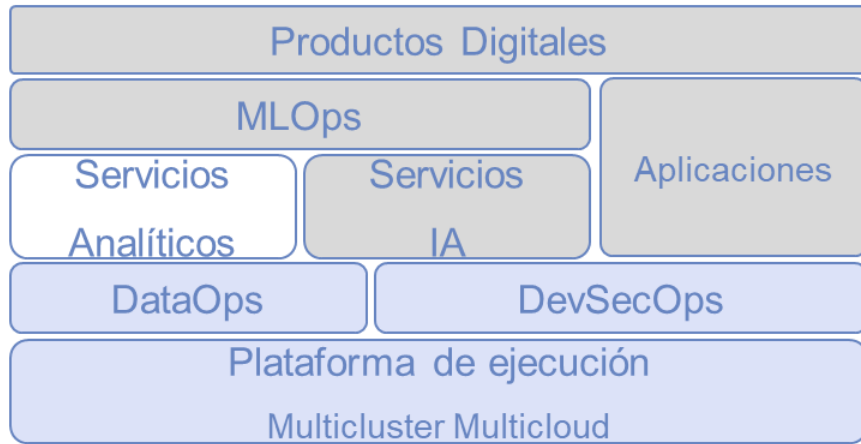 Productos Digitales
MLOps
Servicios
Analíticos
Servicios
IA
Aplicaciones
DataOps
DevSecOps
Plataforma de ejecución
Multicluster Multicloud